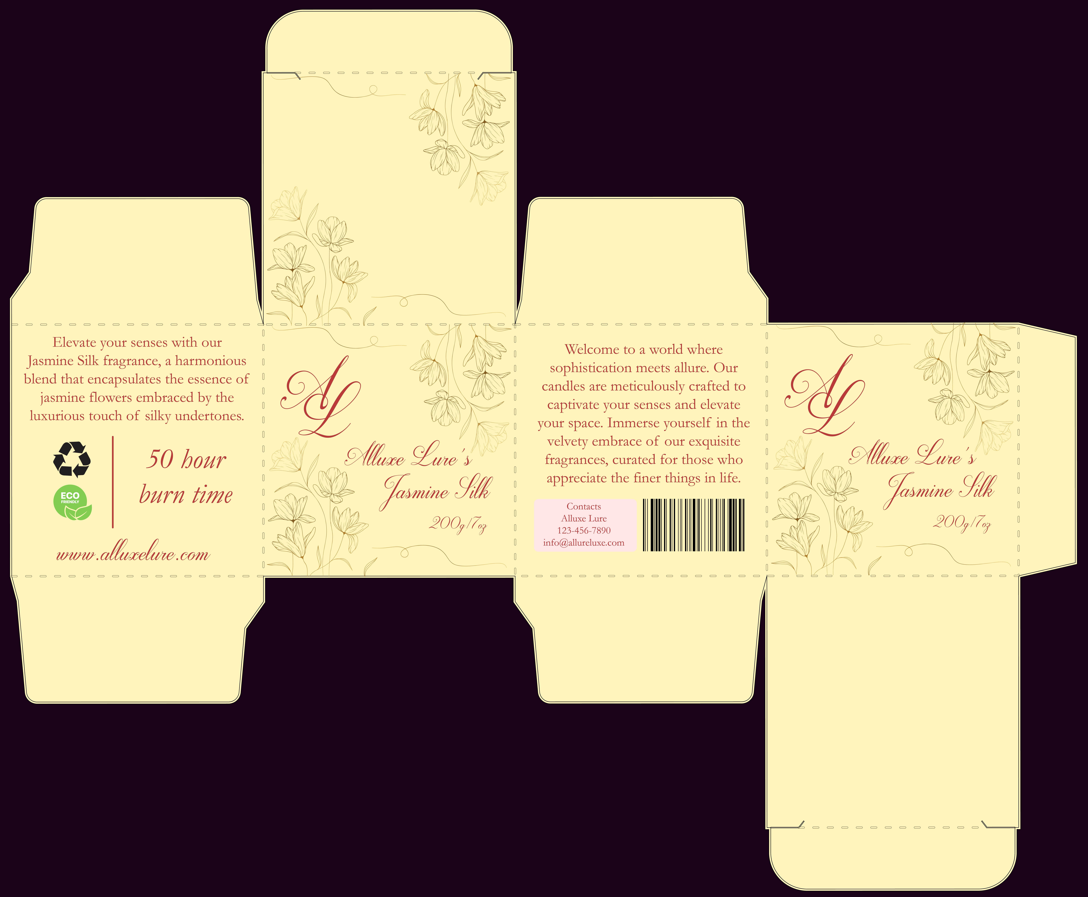 Elevate your senses with our
Jasmine Silk fragrance, a harmonious
blend that encapsulates the essence of
jasmine flowers embraced by the
luxurious touch of silky undertones.
ECO
FRIENDLY
50 hour
burn time
www.alluxelure.com
AL
Alluxe Lure's
Jasmine Silk
200g/7oz
Welcome to a world where
sophistication meets allure. Our
candles are meticulously crafted to
captivate your senses and elevate
your space. Immerse yourself in the
velvety embrace of our exquisite
fragrances, curated for those who
appreciate the finer things in life.
Contacts
Alluxe Lure
123-456-7890
info@allureluxe.com
AL
Alluxe Lure's
Jasmine Silk
200g/7oz